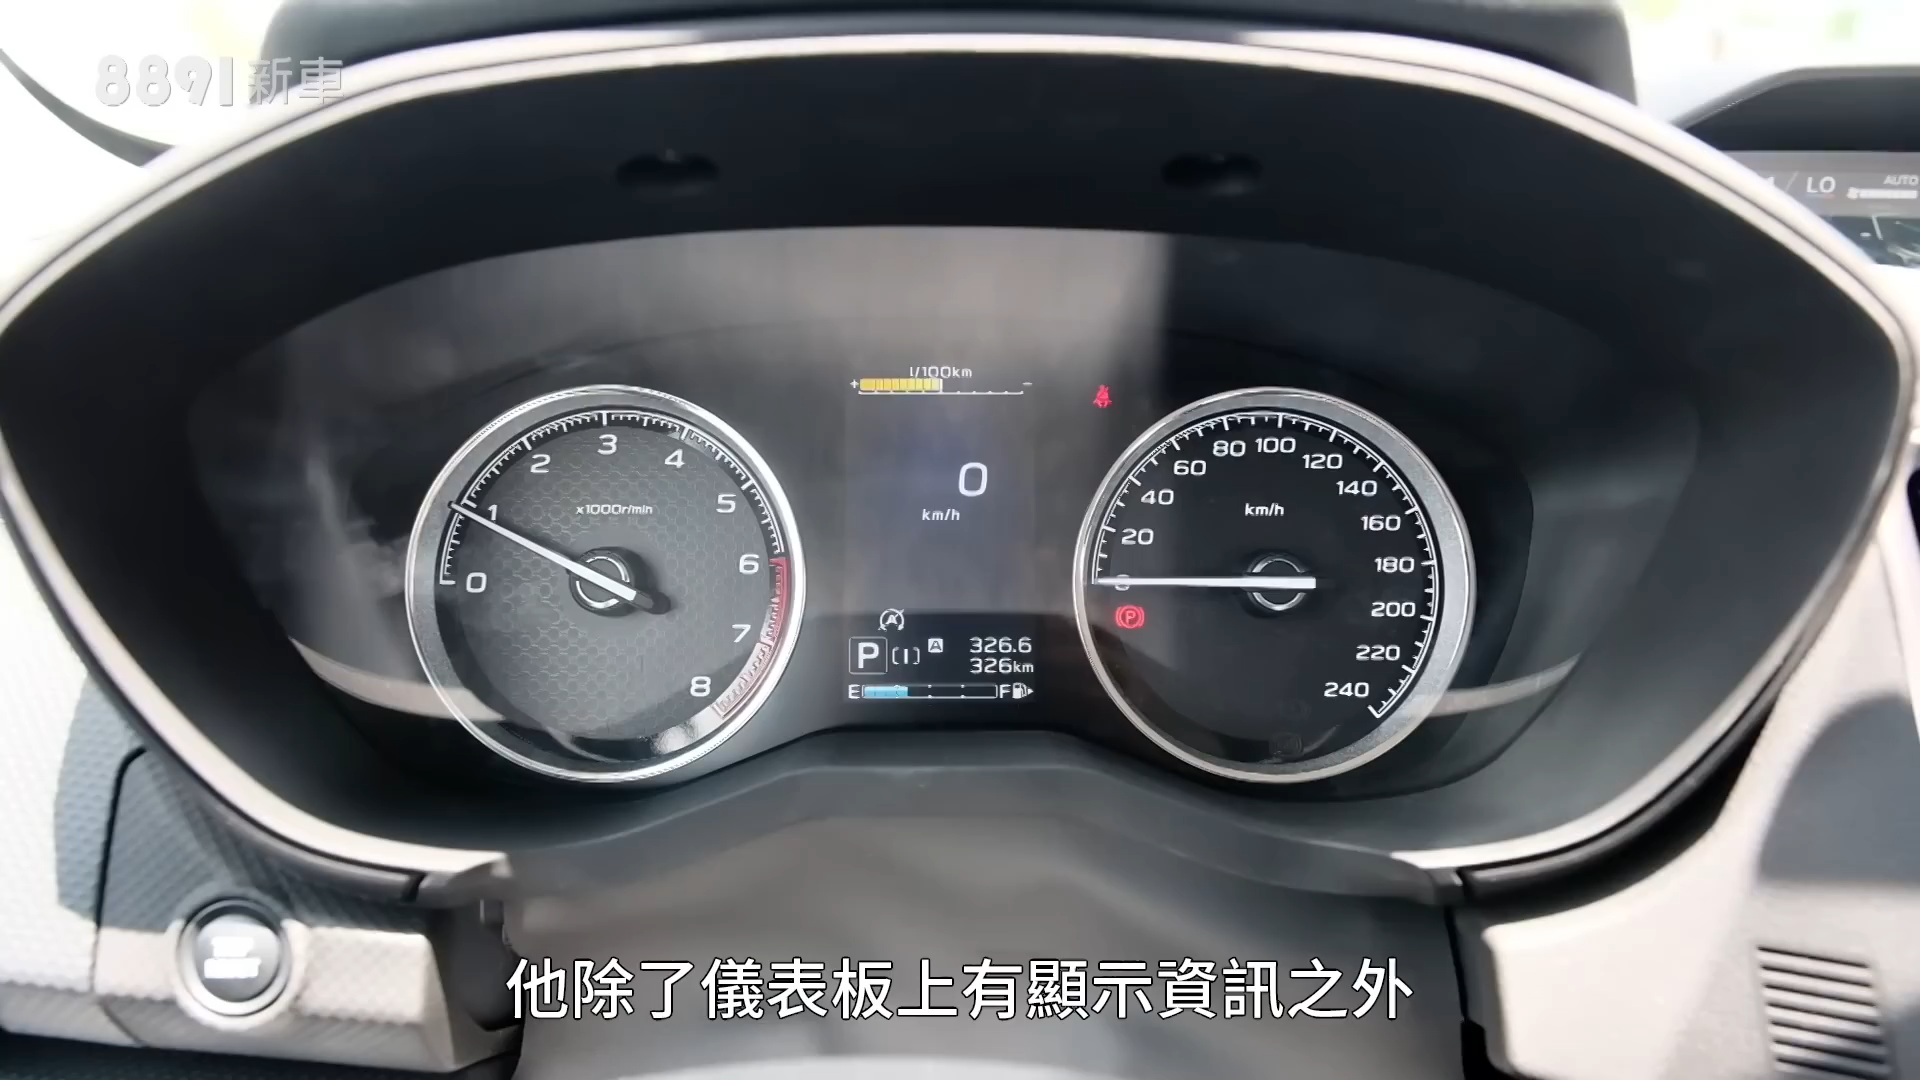 8891新車
LO AUTO
l/100km
+ -
0
km/h
0 1 2 3 4 5 6 7 8
x1000r/min
0 20 40 60 80 100 120 140 160 180 200 220 240
km/h
P
A
P [I] A 326.6
326km
E F
他除了儀表板上有顯示資訊之外